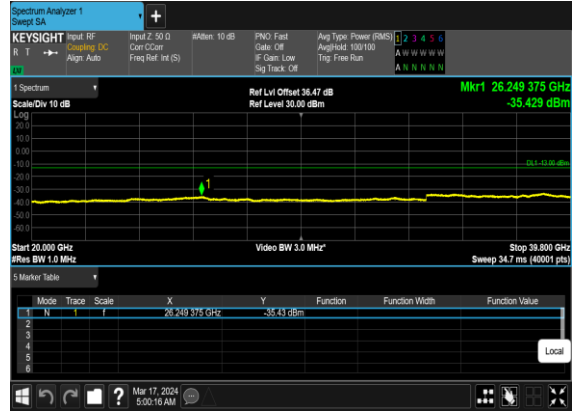 Spectrum Analyzer 1
Swept SA
+
KEYSIGHT Input: RF Input Z: 50 Ω #Atten: 10 dB PNO: Fast Avg Type: Power (RMS) 1 2 3 4 5 6
R T Coupling: DC Corr CCorr Gate: Off Avg|Hold: 100/100 A W W W W W
Align: Auto Freq Ref: Int (S) IF Gain: Low Trig: Free Run
Sig Track: Off A N N N N N
LW
1 Spectrum
Scale/Div 10 dB
Ref Lvl Offset 36.47 dB
Ref Level 30.00 dBm
Mkr1 26.249 375 GHz
-35.429 dBm
Log
20.0
10.0
0.00
-10.0
-20.0
-30.0
-40.0
-50.0
-60.0
1
DL1 -13.00 dBm
Start 20.000 GHz Video BW 3.0 MHz* Stop 39.800 GHz
#Res BW 1.0 MHz Sweep 34.7 ms (40001 pts)
5 Marker Table
Mode Trace Scale X Y Function Function Width Function Value
1 N 1 f 26.249 375 GHz -35.43 dBm
2
3
4
5
6
Local
? Mar 17, 2024
5:00:16 AM